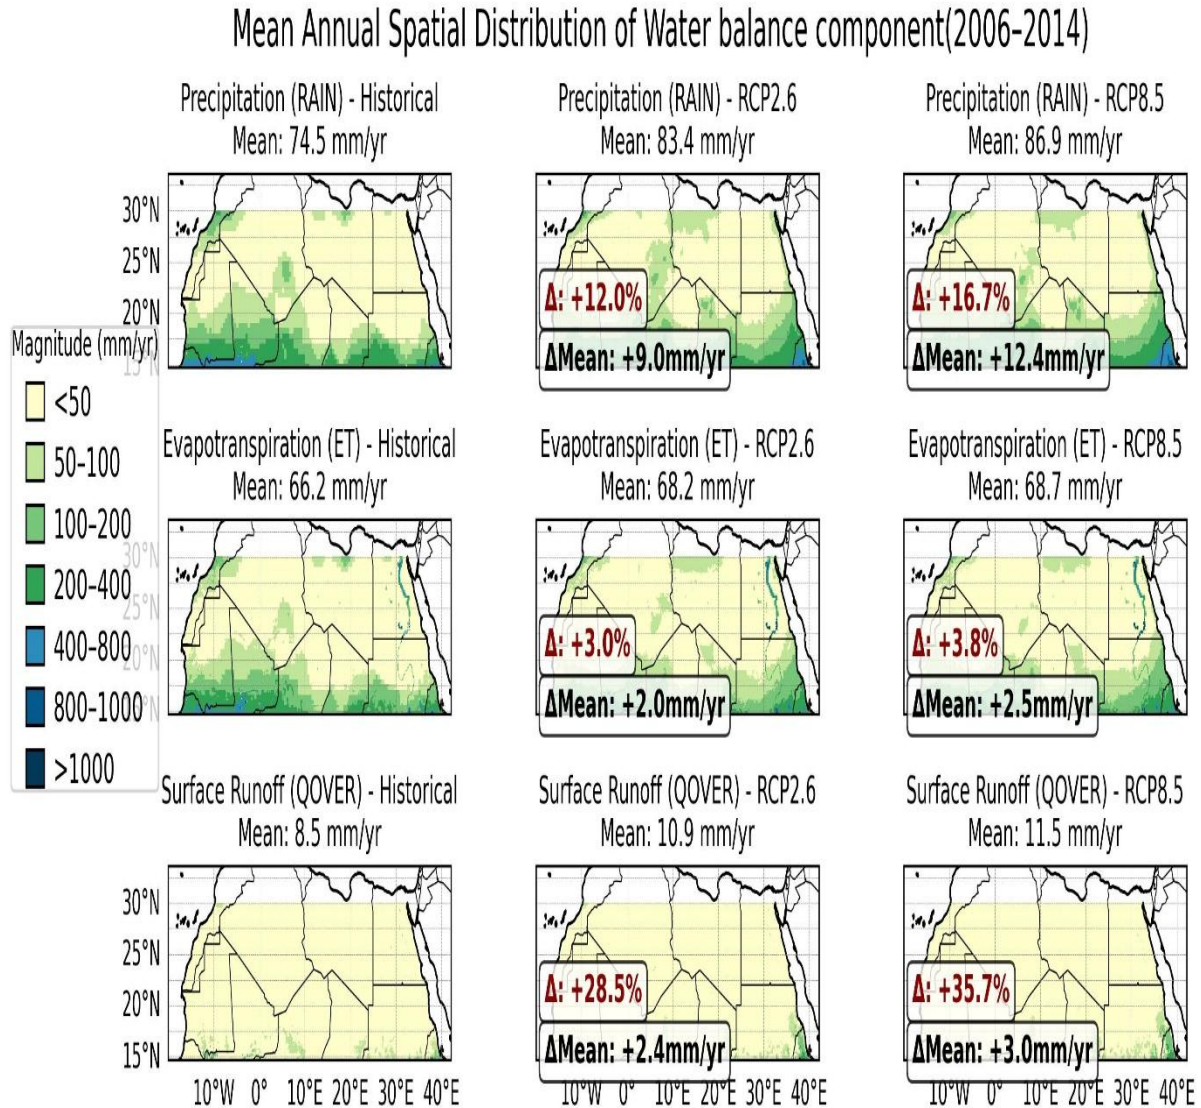 Mean Annual Spatial Distribution of Water balance component(2006–2014)
Precipitation (RAIN) - Historical
Mean: 74.5 mm/yr
Precipitation (RAIN) - RCP2.6
Mean: 83.4 mm/yr
Precipitation (RAIN) - RCP8.5
Mean: 86.9 mm/yr
30°N
25°N
20°N
15°N
Δ: +12.0%
ΔMean: +9.0mm/yr
Δ: +16.7%
ΔMean: +12.4mm/yr
Magnitude (mm/yr)
<50
50–100
100–200
200–400
400–800
800–1000
>1000
Evapotranspiration (ET) - Historical
Mean: 66.2 mm/yr
Evapotranspiration (ET) - RCP2.6
Mean: 68.2 mm/yr
Evapotranspiration (ET) - RCP8.5
Mean: 68.7 mm/yr
30°N
25°N
20°N
Δ: +3.0%
ΔMean: +2.0mm/yr
Δ: +3.8%
ΔMean: +2.5mm/yr
Surface Runoff (QOVER) - Historical
Mean: 8.5 mm/yr
Surface Runoff (QOVER) - RCP2.6
Mean: 10.9 mm/yr
Surface Runoff (QOVER) - RCP8.5
Mean: 11.5 mm/yr
30°N
25°N
20°N
15°N
Δ: +28.5%
ΔMean: +2.4mm/yr
Δ: +35.7%
ΔMean: +3.0mm/yr
10°W 0° 10°E 20°E 30°E 40°E
10°W 0° 10°E 20°E 30°E 40°E
10°W 0° 10°E 20°E 30°E 40°E